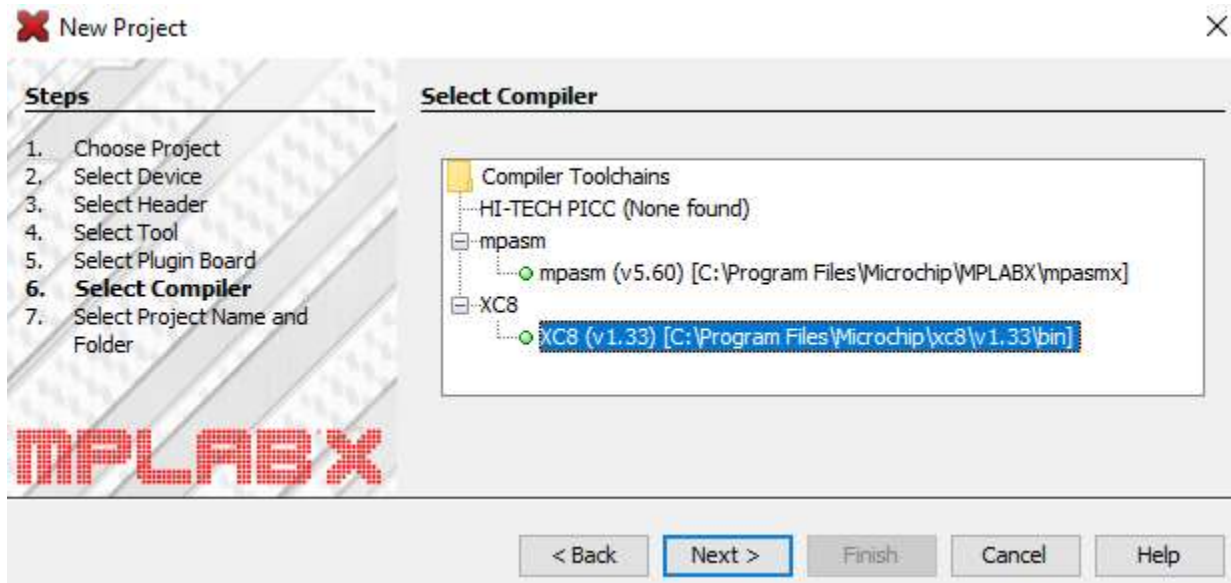 New Project
Steps
1. Choose Project
2. Select Device
3. Select Header
4. Select Tool
5. Select Plugin Board
6. Select Compiler
7. Select Project Name and
Folder
MPLAB X
Select Compiler
Compiler Toolchains
HI-TECH PICC (None found)
mpasm
mpasm (v5.60) [C:\Program Files\Microchip\MPLABX\mpasmx]
XC8
XC8 (v1.33) [C:\Program Files\Microchip\xc8\v1.33\bin]
< Back Next > Finish Cancel Help